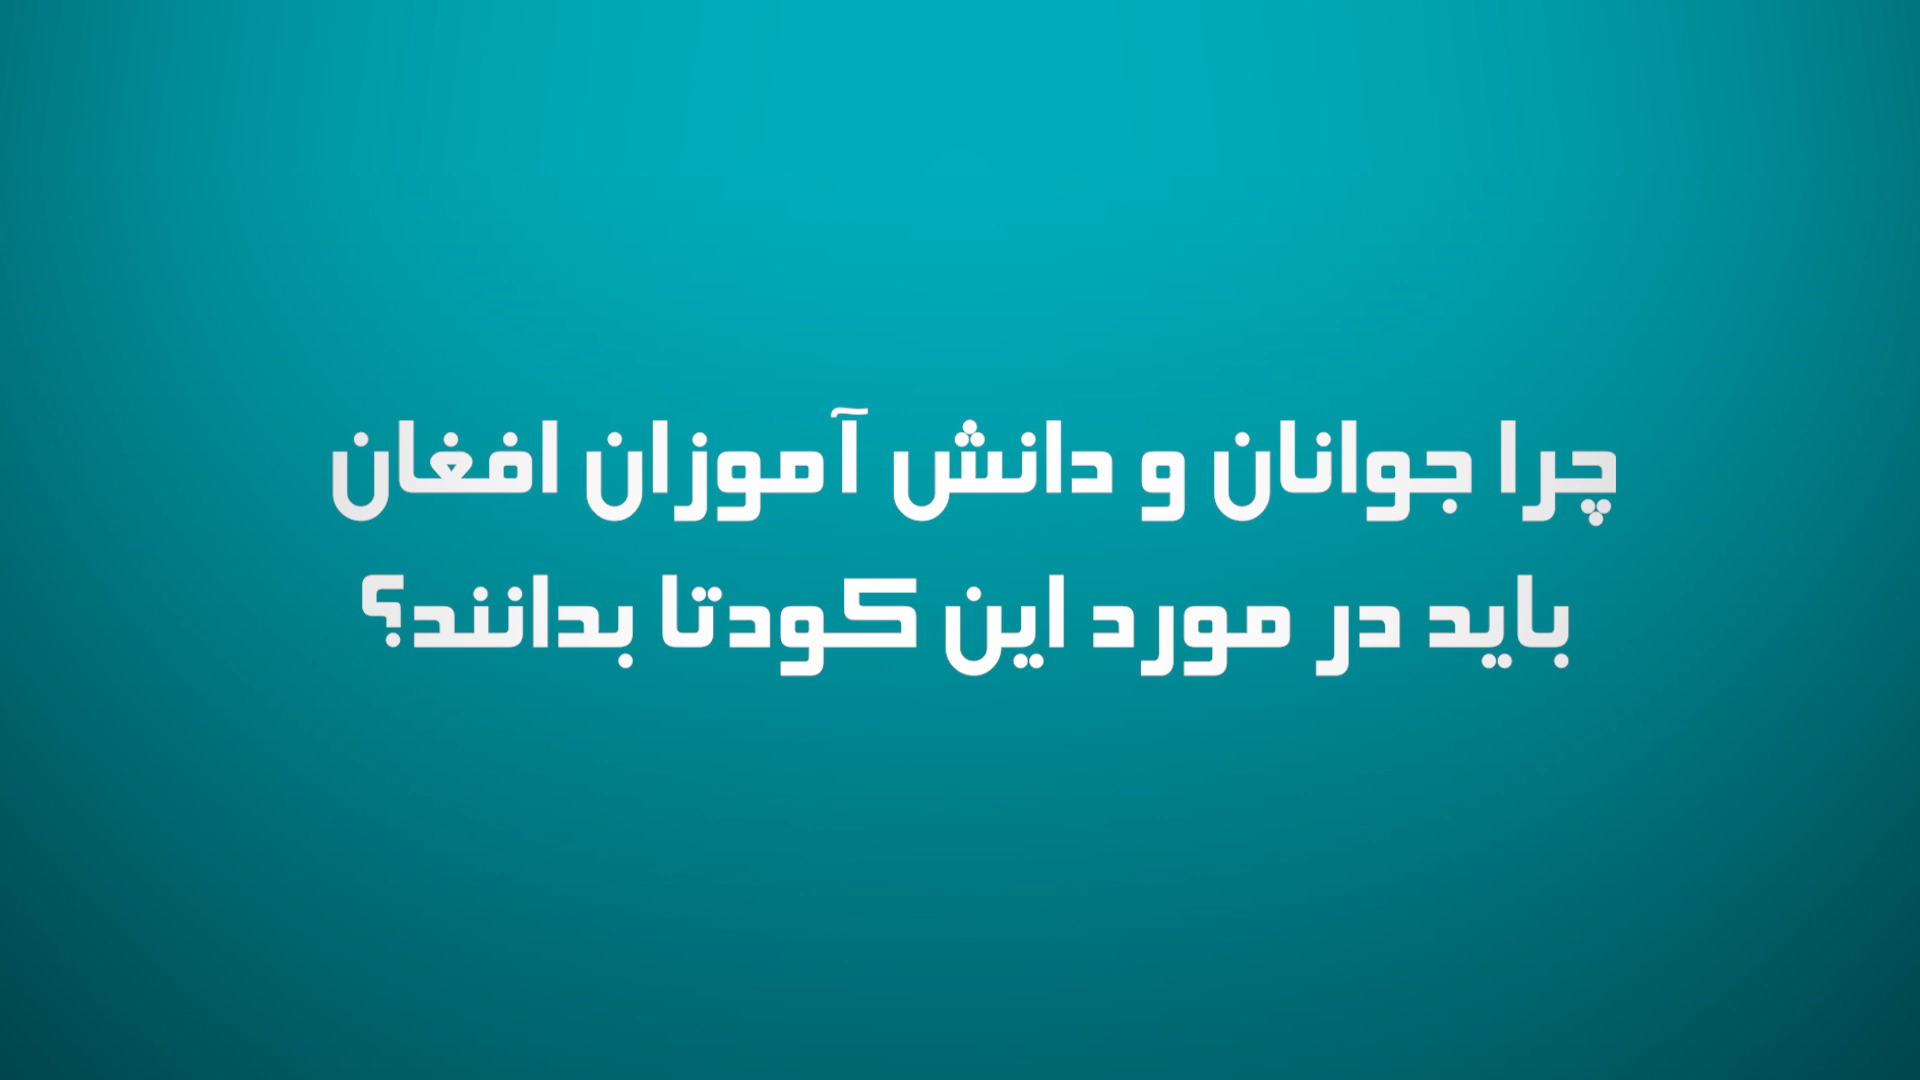 چرا جوانان و دانش آموزان افغان
باید در مورد این کودتا بدانند؟